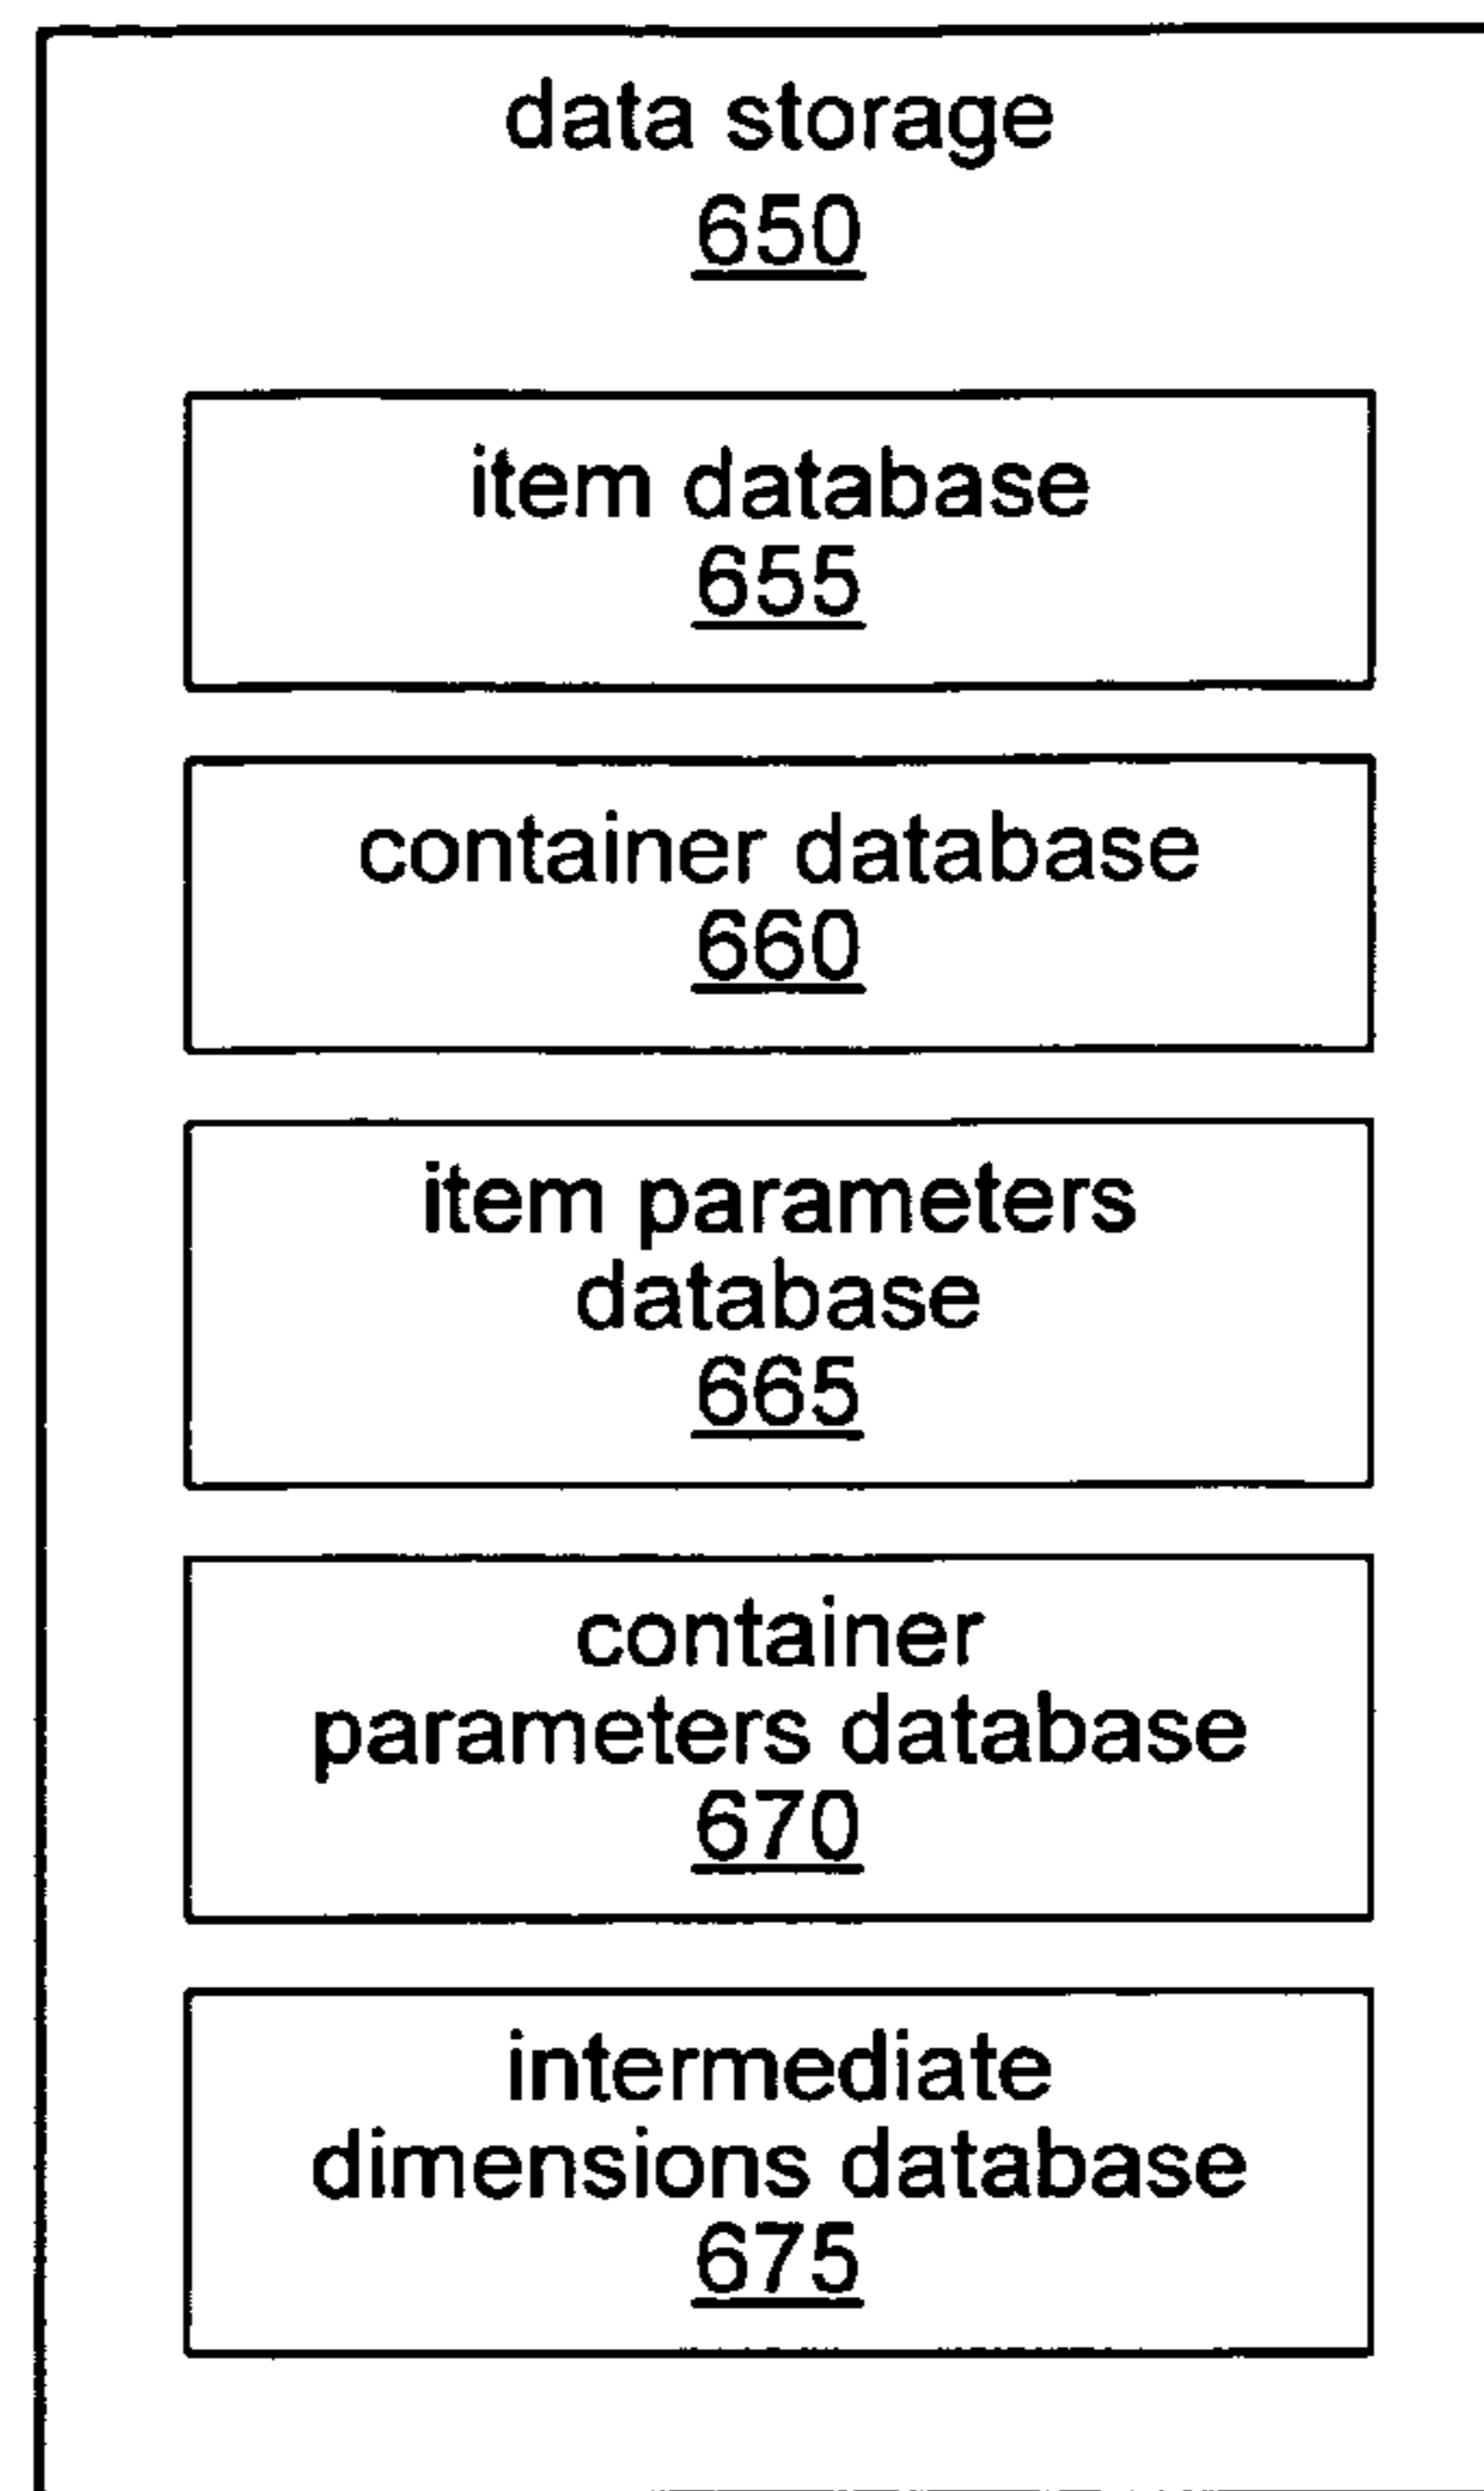 data storage
650
item database
655
container database
660
item parameters
database
665
container
parameters database
670
intermediate
dimensions database
675